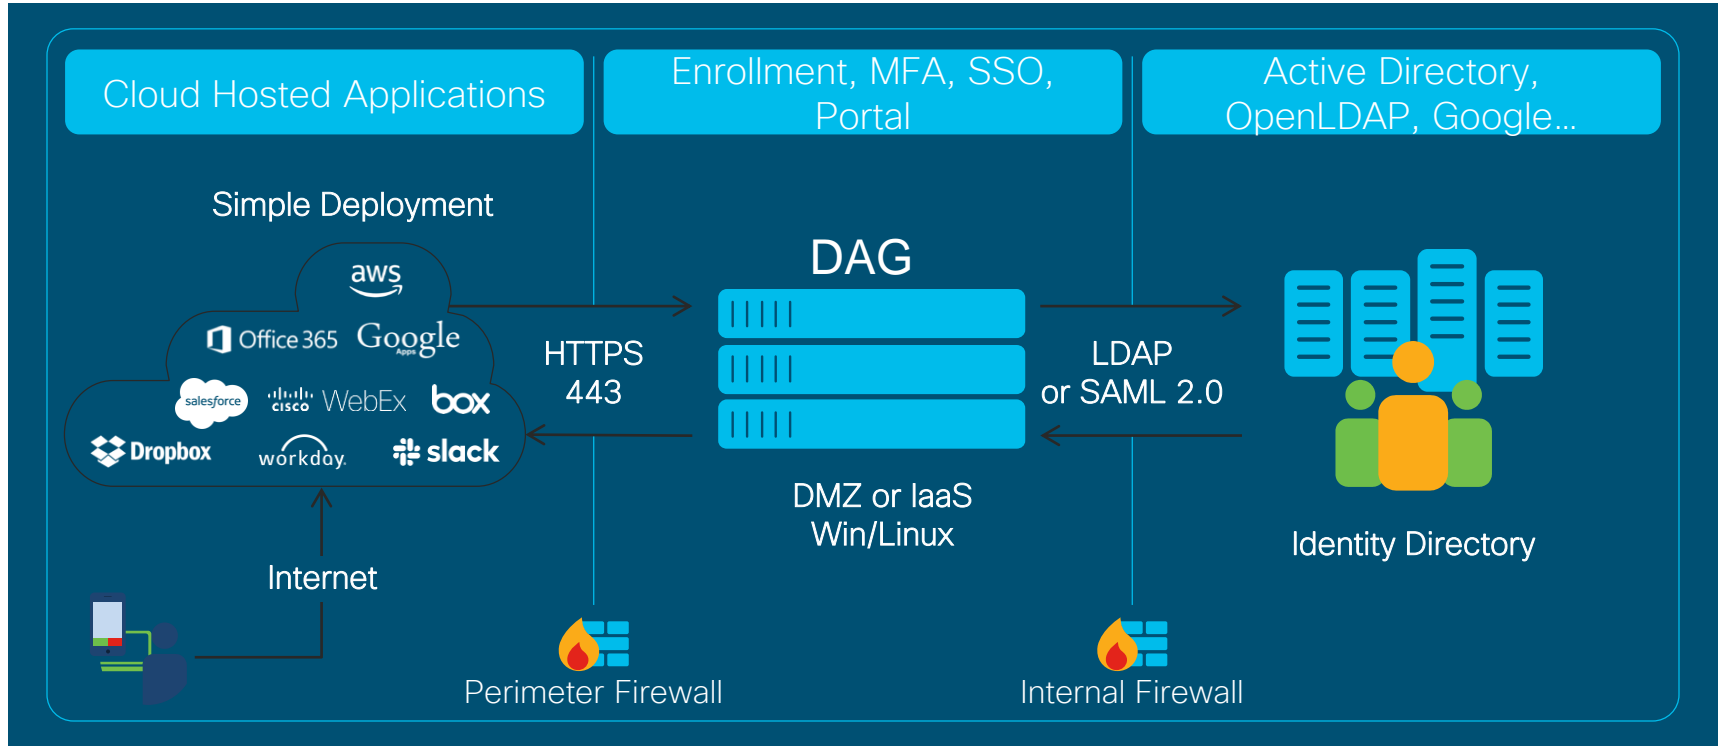 Cloud Hosted Applications
Enrollment, MFA, SSO,
Portal
Active Directory,
OpenLDAP, Google...
Simple Deployment
aws
Office 365
Google
Apps
salesforce
cisco
WebEx
box
Dropbox
workday.
slack
Internet
HTTPS
443
DAG
DMZ or IaaS
Win/Linux
LDAP
or SAML 2.0
Identity Directory
Perimeter Firewall
Internal Firewall